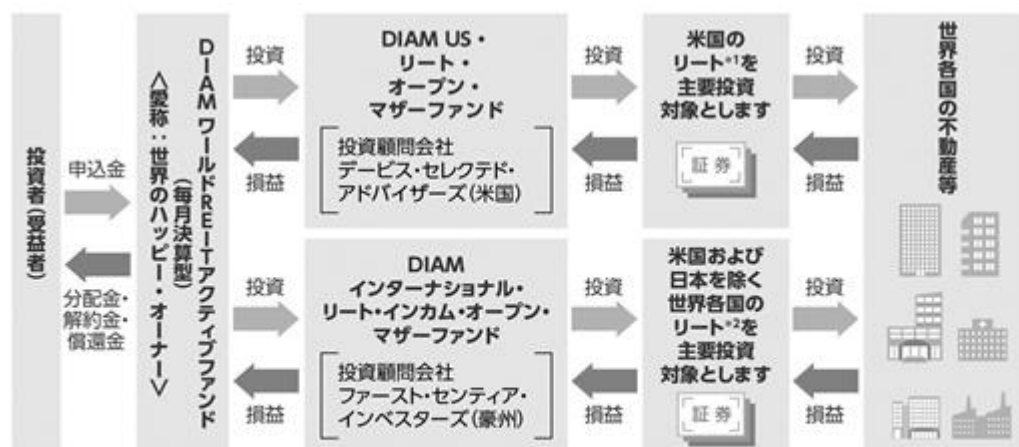 投資者(受益者)
申込金
分配金・
解約金・
償還金
DIAMワールドREITアクティブファンド
(毎月決算型)
<愛称:世界のハッピー・オーナー>
投資
損益
DIAM US・
リート・
オープン・
マザーファンド
投資顧問会社
デービス・セレクテド・
アドバイザーズ(米国)
投資
損益
米国の
リート*1を
主要投資
対象とします
証券
投資
損益
投資
損益
DIAM
インターナショナル・
リート・インカム・オープン・
マザーファンド
投資顧問会社
ファースト・センティア・
インベスターズ(豪州)
投資
損益
米国および
日本を除く
世界各国の
リート*2を
主要投資
対象とします
証券
投資
損益
世界各国の不動産等